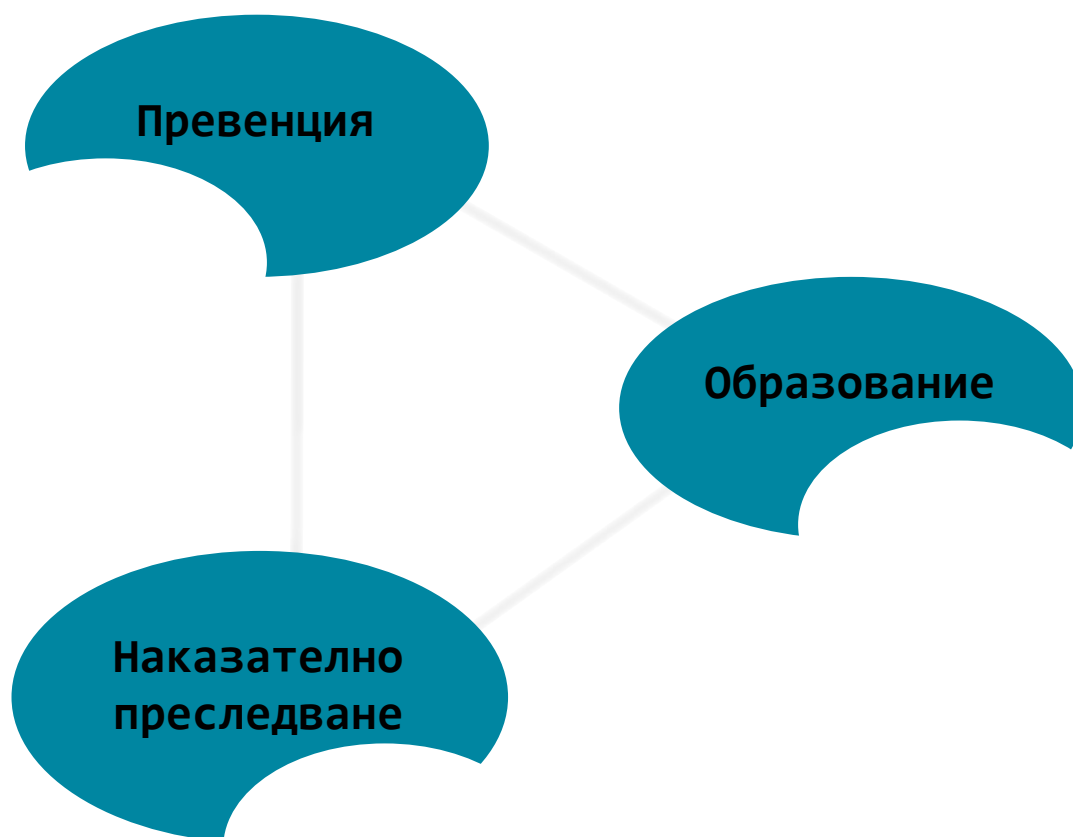 Превенция
Образование
Наказателно
преследване